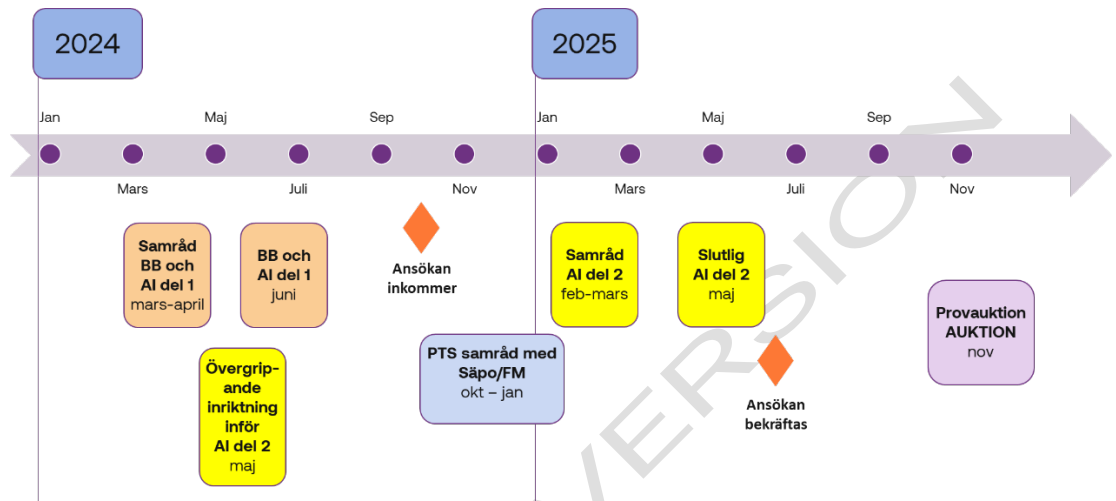 2024
2025
Jan
Maj
Sep
Jan
Maj
Sep
Mars
Juli
Nov
Mars
Juli
Nov
Samråd
BB och
AI del 1
mars-april
BB och
AI del 1
juni
Ansökan
inkommer
Samråd
AI del 2
feb-mars
Slutlig
AI del 2
maj
Provauktion
AUKTION
nov
Övergrip-
ande
inriktning
inför
AI del 2
maj
PTS samråd med
Säpo/FM
okt – jan
Ansökan
bekräftas
VERSION